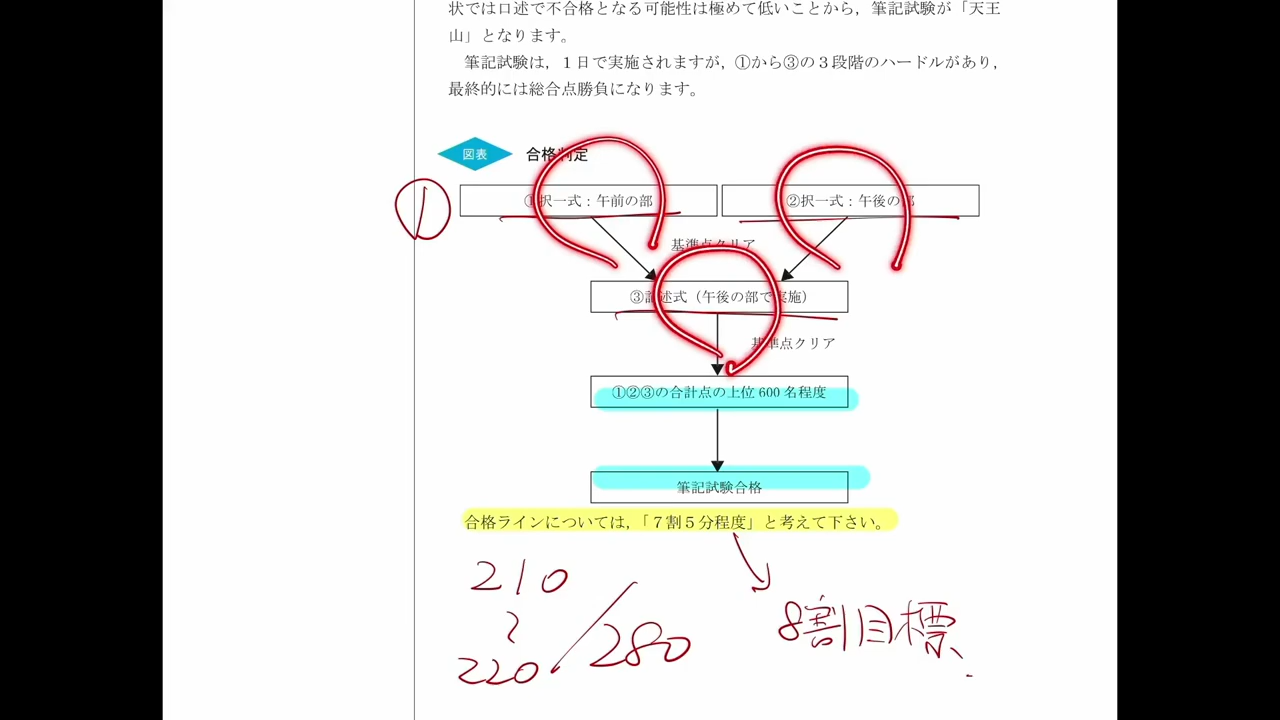 状では口述で不合格となる可能性は極めて低いことから，筆記試験が「天王
山」となります。
筆記試験は，１日で実施されますが，①から③の３段階のハードルがあり，
最終的には総合点勝負になります。
図表 合格判定
①
①択一式：午前の部 ②択一式：午後の部
基準点クリア
③記述式（午後の部で実施）
基準点クリア
①②③の合計点の上位 600 名程度
筆記試験合格
合格ラインについては，「７割５分程度」と考えて下さい。
210
～
220
/280
8割目標